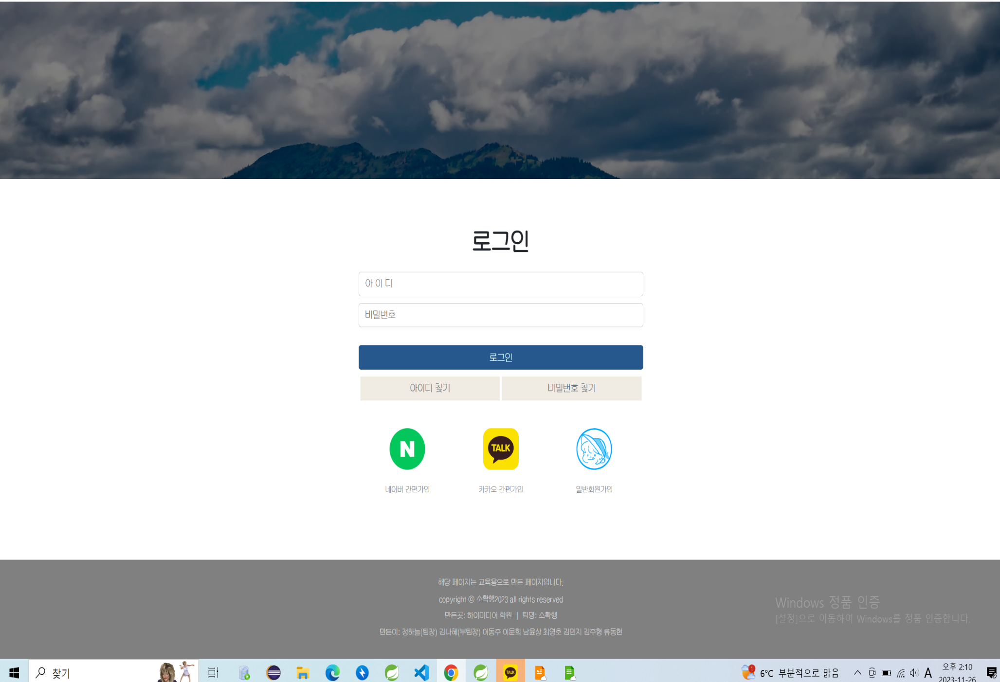 로그인
아 이 디
비밀번호
로그인
아이디 찾기 비밀번호 찾기
N TALK
네이버 간편가입 카카오 간편가입 일반회원가입
해당 페이지는 교육용으로 만든 페이지입니다.
copyright ⓒ 소확행2023 all rights reserved
만든곳: 하이미디어 학원 | 팀명: 소확행
만든이: 정하늘(팀장) 김나혜(부팀장) 이동주 이문희 남윤상 최영호 김민지 김주형 류동현
Windows 정품 인증
[설정]으로 이동하여 Windows를 정품 인증합니다.
찾기 TALK 1 6°C 부분적으로 맑음 A 오후 2:10
2023-11-26